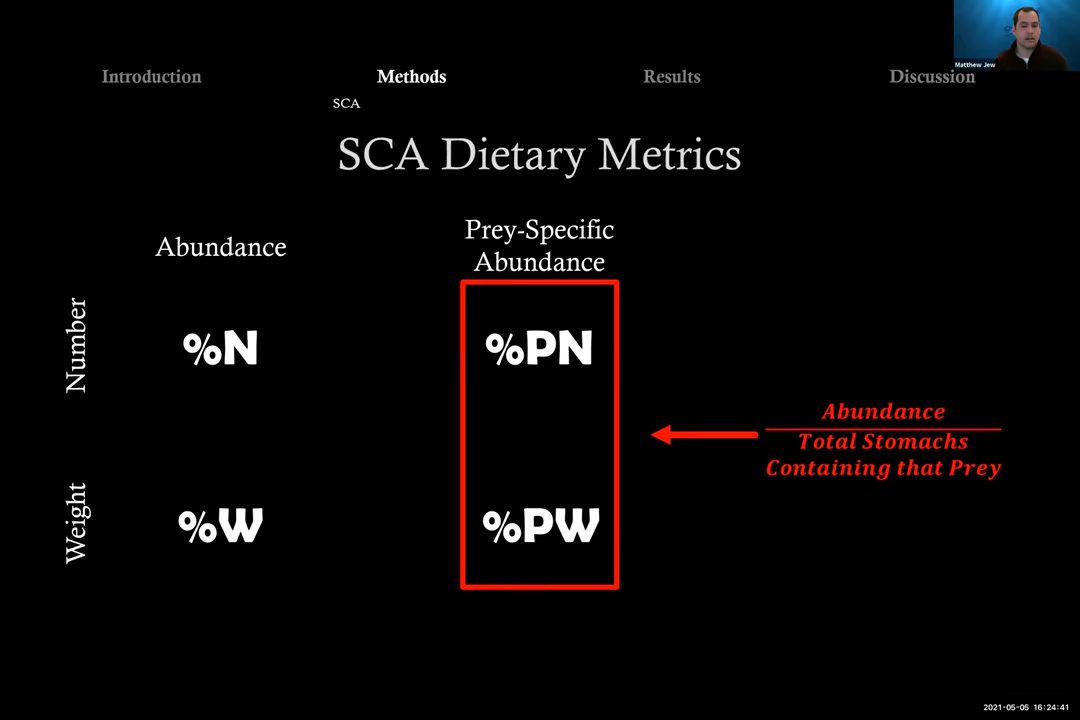 Matthew Jew
Introduction
Methods
Results
Discussion
SCA
SCA Dietary Metrics
Abundance
Prey-Specific
Abundance
Number
%N
%PN
Abundance
Total Stomachs
Containing that Prey
Weight
%W
%PW
2021-05-05 16:24:41